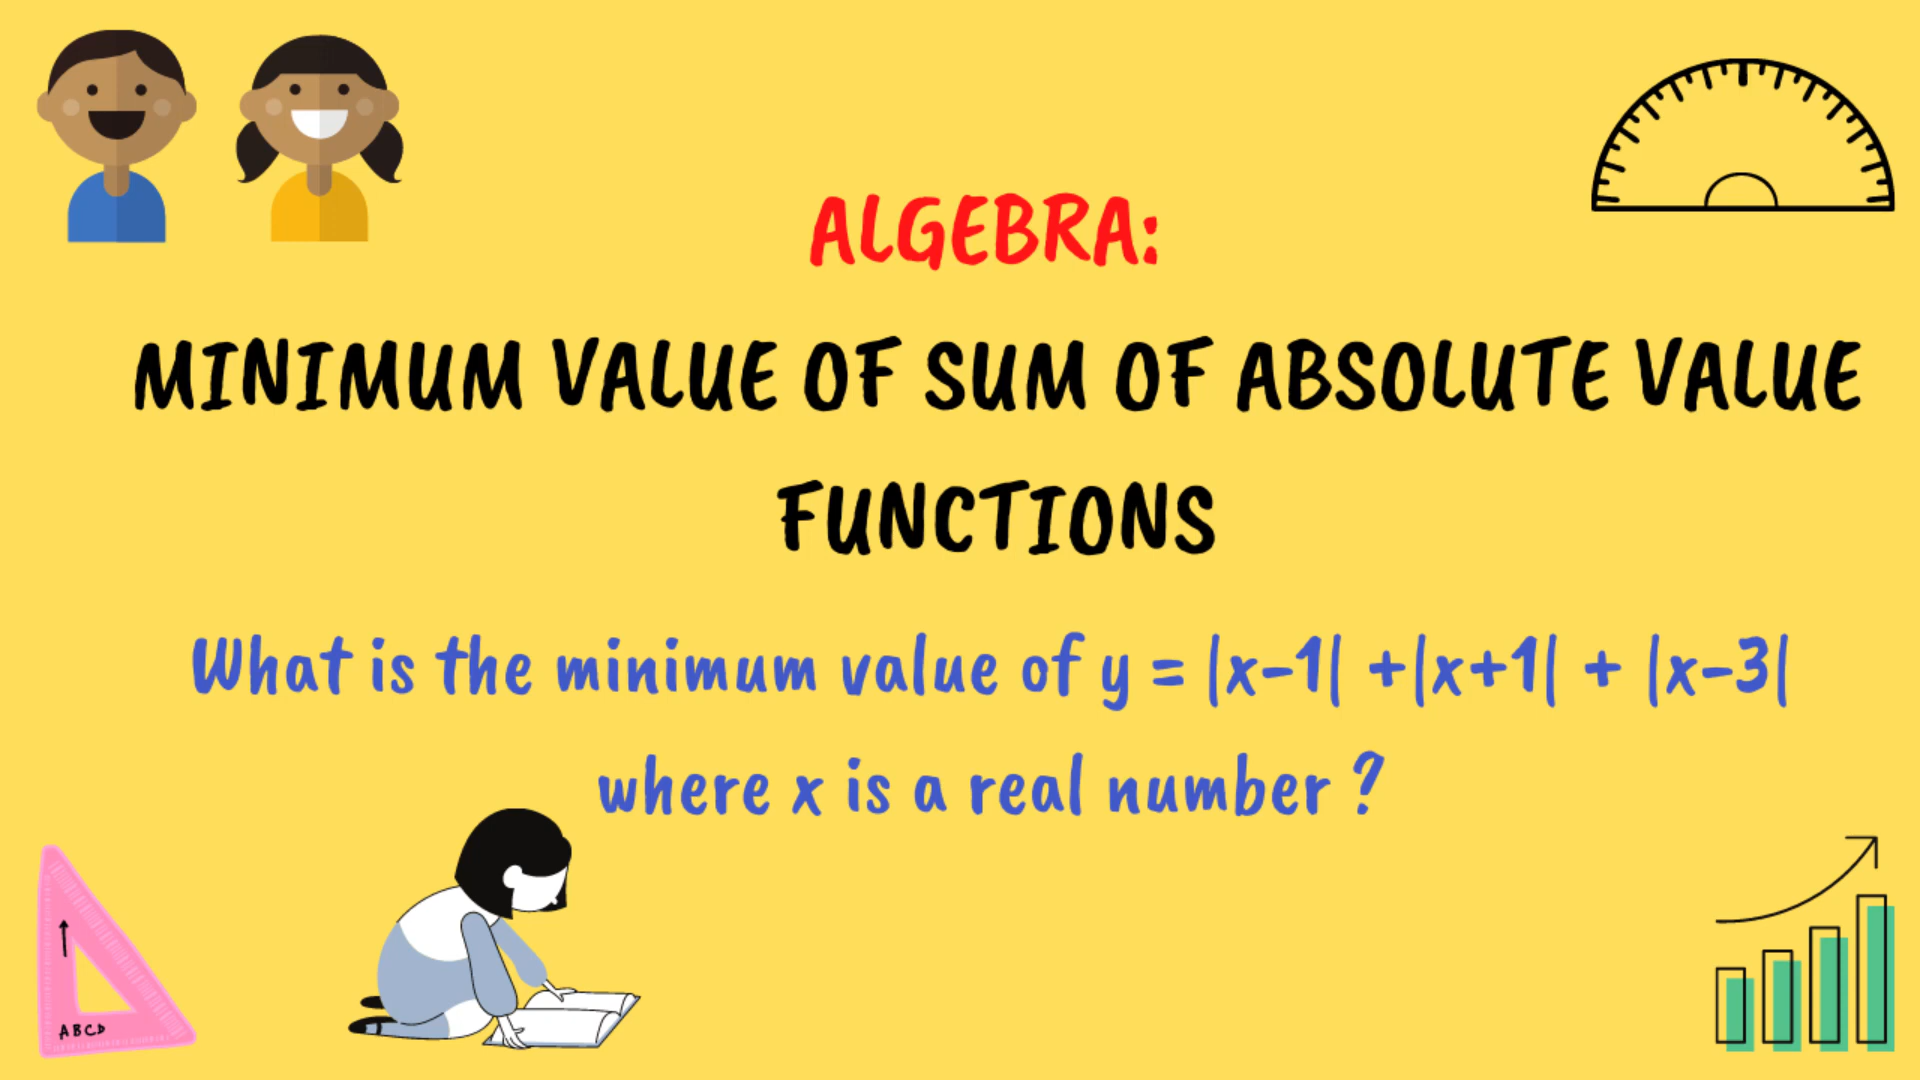 ALGEBRA:
MINIMUM VALUE OF SUM OF ABSOLUTE VALUE
FUNCTIONS
What is the minimum value of y = |x-1| +|x+1| + |x-3|
where x is a real number ?
ABCD